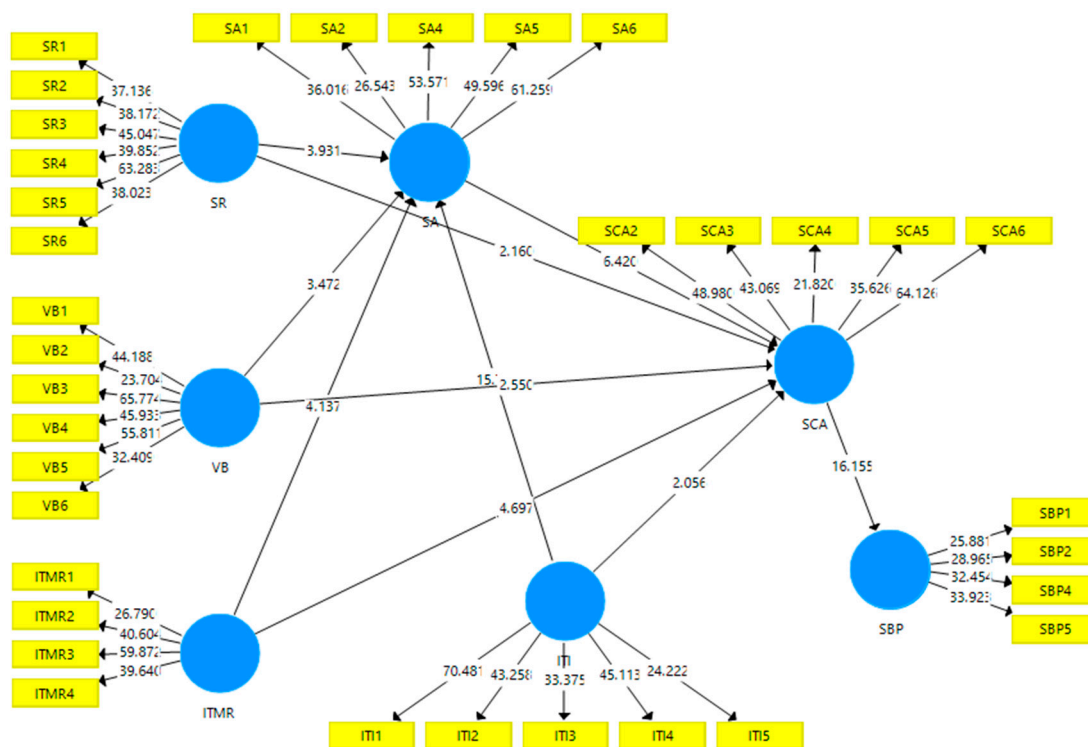 SA1 SA2 SA4 SA5 SA6
36.016 26.543 53.571 49.596 61.259
SR1
SR2
SR3
SR4
SR5
SR6
37.136
38.172
45.047
39.852
63.283
38.023
SR
3.931
SA
2.160
6.420
SCA2 SCA3 SCA4 SCA5 SCA6
48.980 43.069 21.820 35.626 64.126
VB1
VB2
VB3
VB4
VB5
VB6
44.188
23.704
65.774
45.933
55.811
32.409
VB
3.472
2.550
4.137
SCA
2.056
16.155
4.697
SBP1
SBP2
SBP4
SBP5
25.881
28.965
32.454
33.923
SBP
ITMR1
ITMR2
ITMR3
ITMR4
26.790
40.604
59.872
39.640
ITMR
ITI
70.481 43.258 33.375 45.113 24.222
ITI1 ITI2 ITI3 ITI4 ITI5